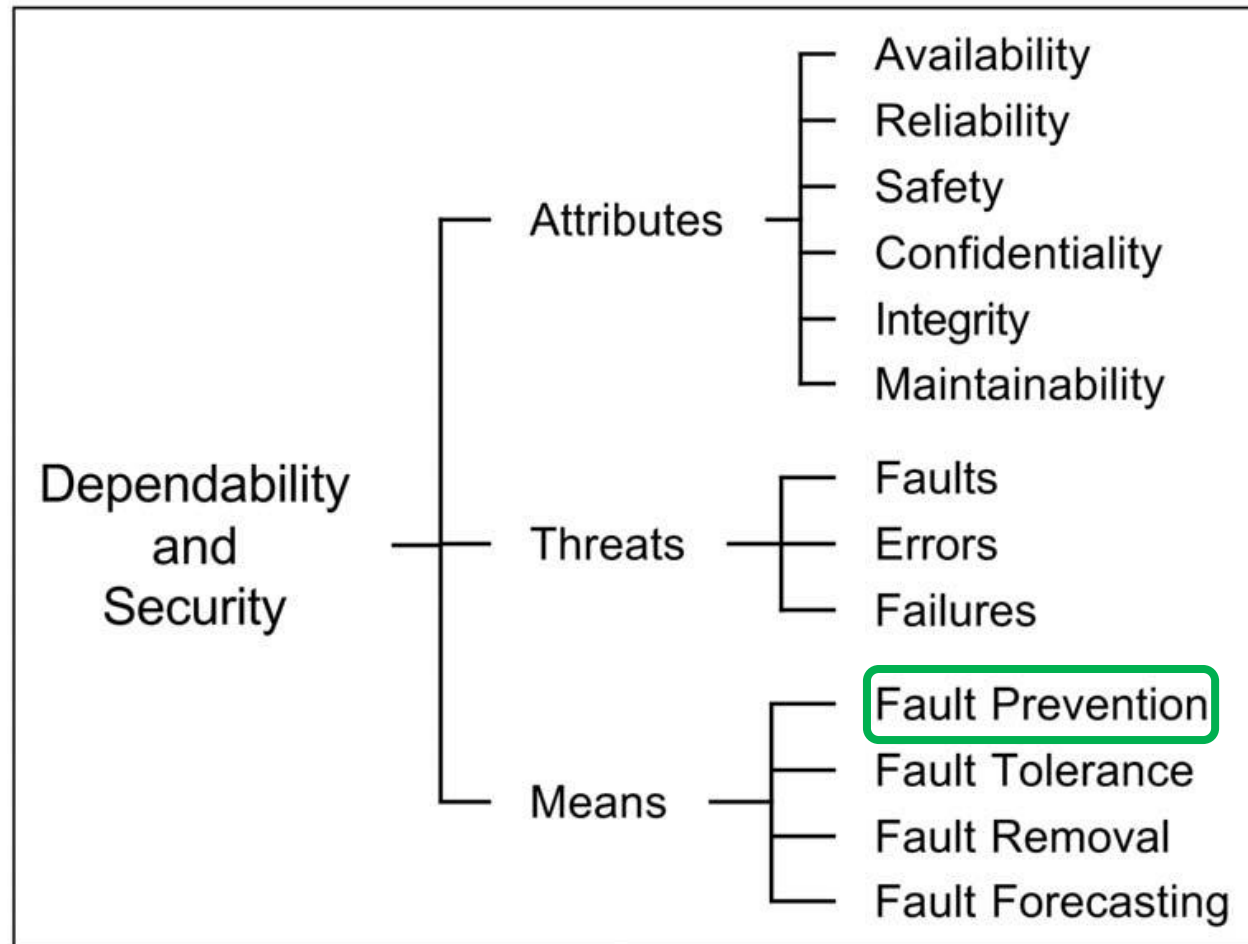 Dependability
and
Security
Attributes
Availability
Reliability
Safety
Confidentiality
Integrity
Maintainability
Threats
Faults
Errors
Failures
Means
Fault Prevention
Fault Tolerance
Fault Removal
Fault Forecasting